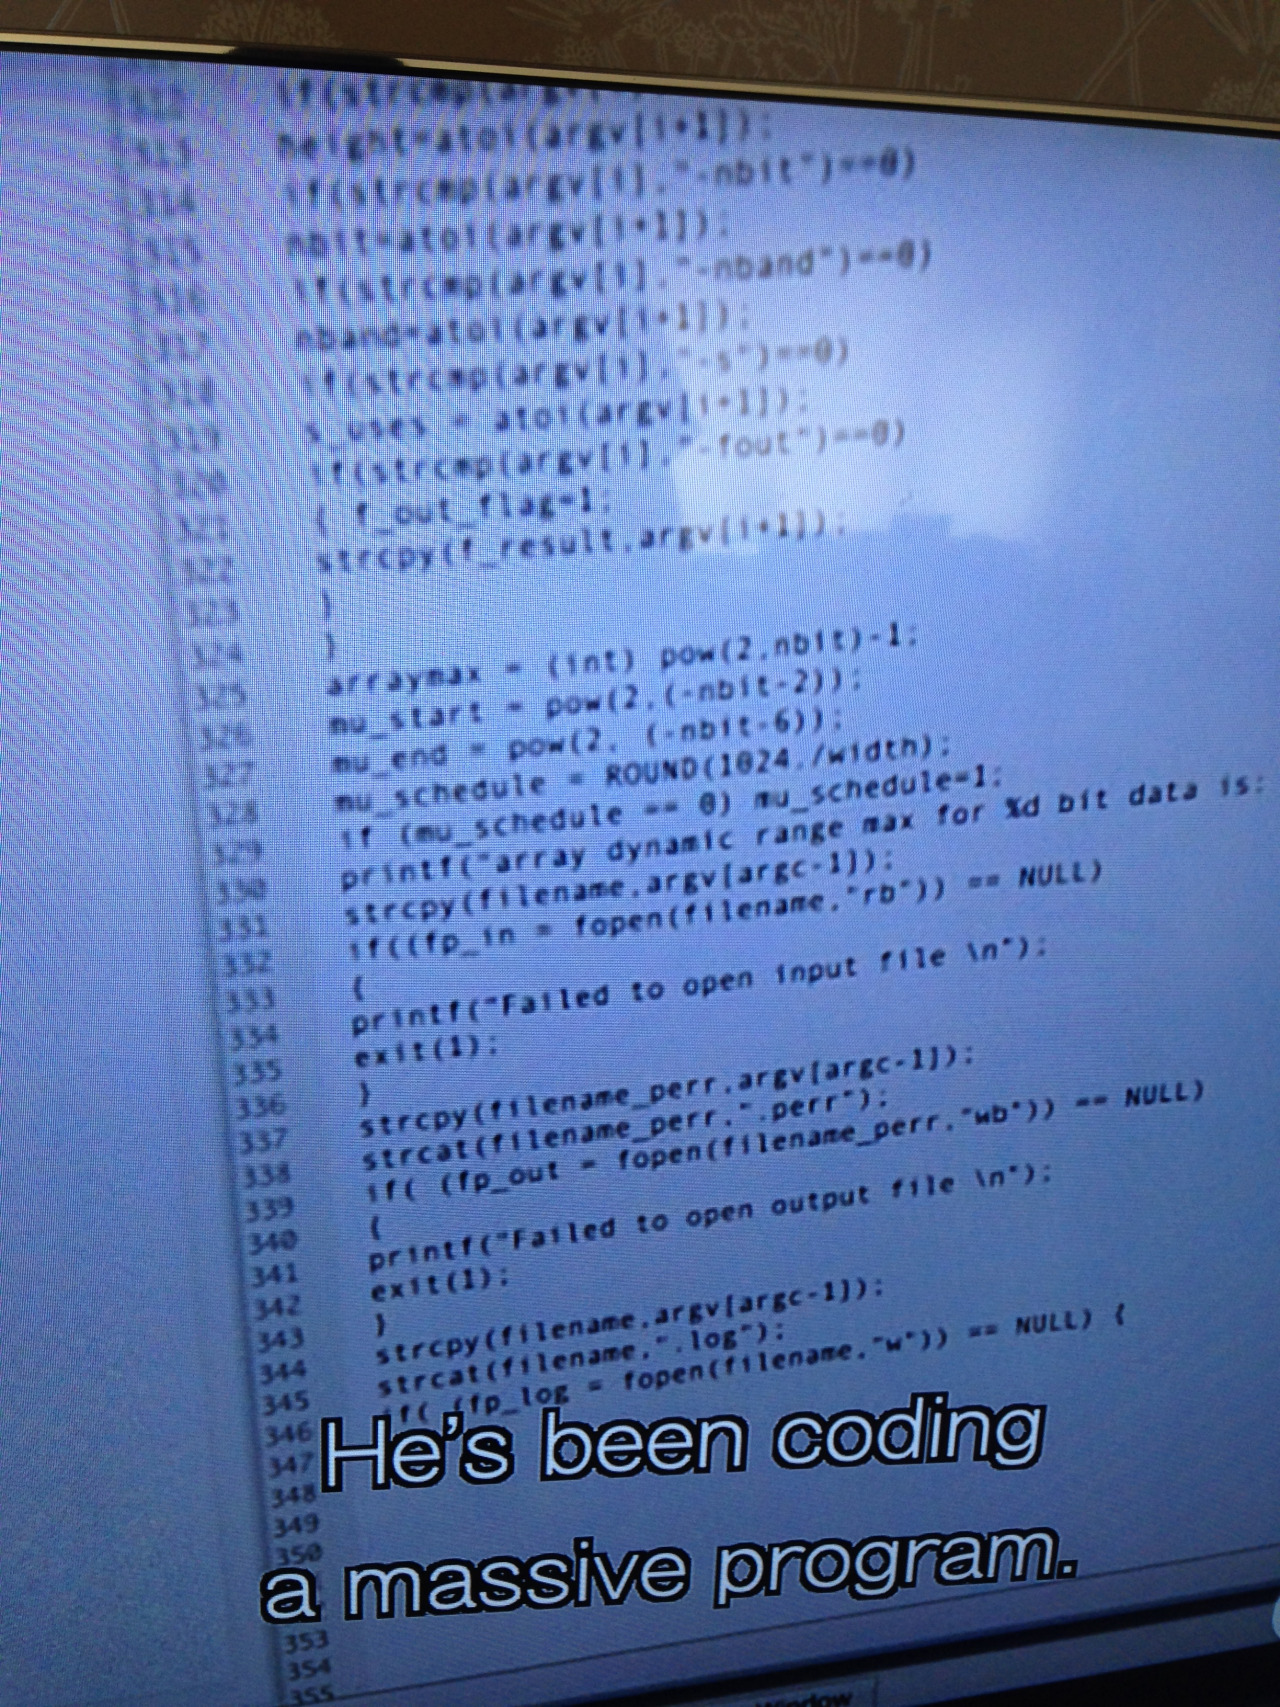 if(strcmp(argv[i]
313 height=atoi(argv[i+1]);
314 if(strcmp(argv[i],"-nbit")==0)
315 nbit=atoi(argv[i+1]);
316 if(strcmp(argv[i],"-nband")==0)
317 nband=atoi(argv[i+1]);
318 if(strcmp(argv[i],"-s")==0)
319 s_uses = atoi(argv[i+1]);
320 if(strcmp(argv[i],"-fout")==0)
321 { f_out_flag=1;
322 strcpy(f_result,argv[i+1]);
323 }
324 }
325 arraymax = (int) pow(2,nbit)-1;
326 mu_start = pow(2,(-nbit-2));
327 mu_end = pow(2, (-nbit-6));
328 mu_schedule = ROUND(1024./width);
329 if (mu_schedule == 0) mu_schedule=1;
330 printf("array dynamic range max for %d bit data is:
331 strcpy(filename,argv[argc-1]);
332 if((fp_in = fopen(filename,"rb")) == NULL)
333 {
334 printf("Failed to open input file \n");
335 exit(1);
336 }
337 strcpy(filename_perr,argv[argc-1]);
338 strcat(filename_perr,".perr");
339 if( (fp_out = fopen(filename_perr,"wb")) == NULL)
340 {
341 printf("Failed to open output file \n");
342 exit(1);
343 }
344 strcpy(filename,argv[argc-1]);
345 strcat(filename,".log");
346 if( (fp_log = fopen(filename,"w")) == NULL) {
347
348
349
350
He's been coding
a massive program.
353
354
355
Window